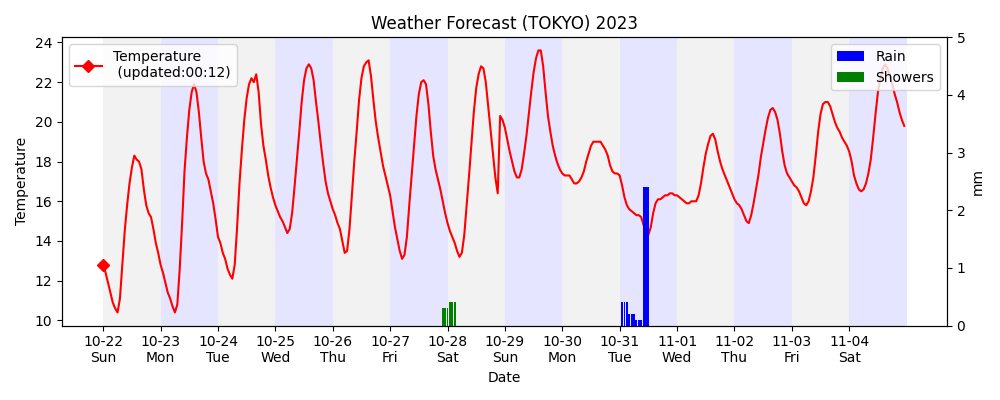 Weather Forecast (TOKYO) 2023
Temperature
(updated:00:12)
Rain
Showers
24
22
20
18
16
14
12
10
Temperature
5
4
3
2
1
0
mm
10-22 10-23 10-24 10-25 10-26 10-27 10-28 10-29 10-30 10-31 11-01 11-02 11-03 11-04
Sun Mon Tue Wed Thu Fri Sat Sun Mon Tue Wed Thu Fri Sat
Date